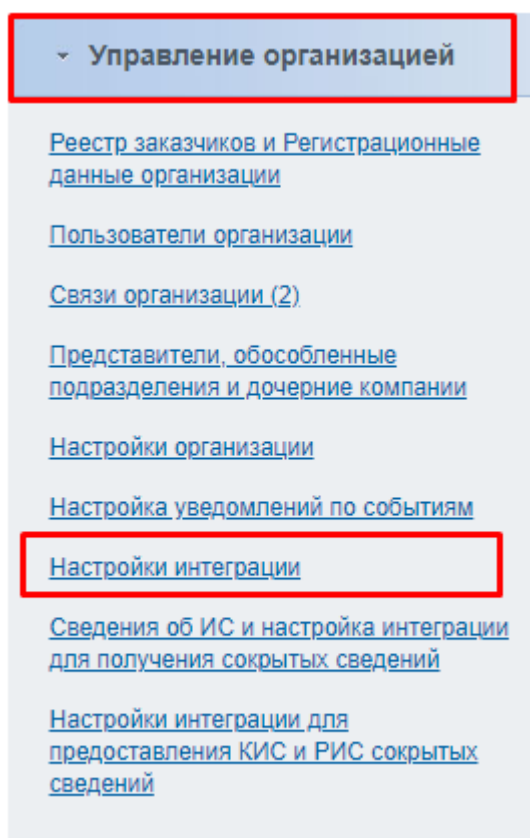 Управление организацией
Реестр заказчиков и Регистрационные
данные организации
Пользователи организации
Связи организации (2)
Представители, обособленные
подразделения и дочерние компании
Настройки организации
Настройка уведомлений по событиям
Настройки интеграции
Сведения об ИС и настройка интеграции
для получения сокрытых сведений
Настройки интеграции для
предоставления КИС и РИС сокрытых
сведений